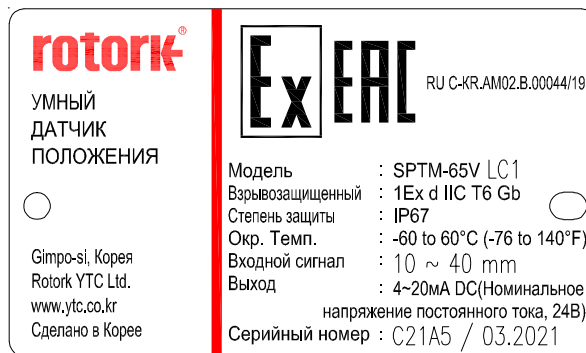 rotork®
УМНЫЙ
ДАТЧИК
ПОЛОЖЕНИЯ
Gimpo-si, Корея
Rotork YTC Ltd.
www.ytc.co.kr
Сделано в Корее
Ex EAC
RU C-KR.AM02.B.00044/19
Модель : SPTM-65V LC1
Взрывозащищенный : 1Ex d IIC T6 Gb
Степень защиты : IP67
Окр. Темп. : -60 to 60°C (-76 to 140°F)
Входной сигнал : 10 ~ 40 mm
Выход : 4~20мА DC(Номинальное
напряжение постоянного тока, 24В)
Серийный номер : C21A5 / 03.2021